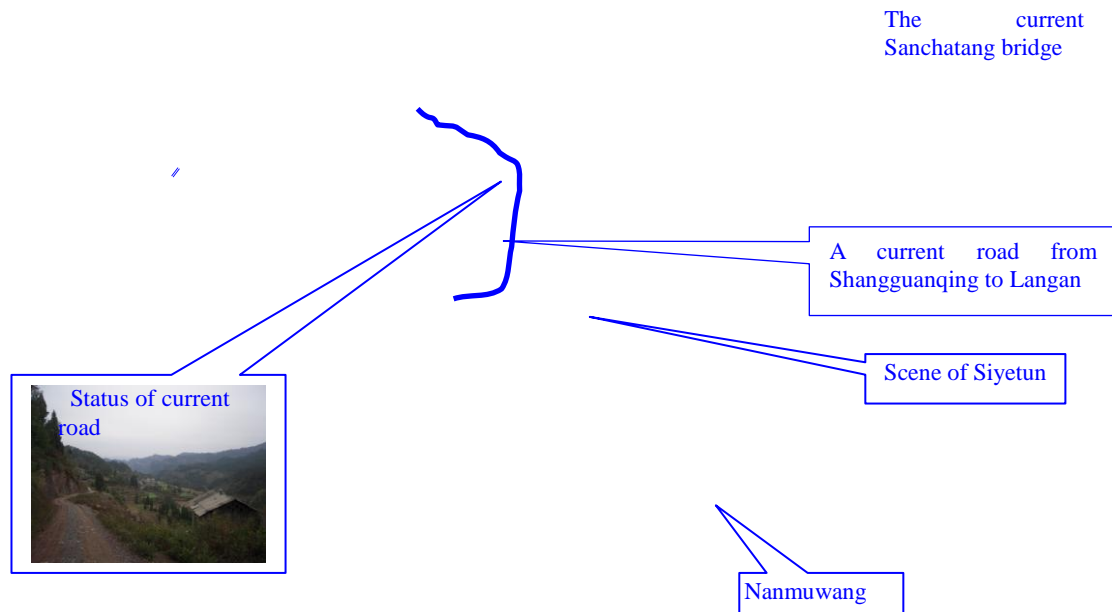 The current
Sanchatang bridge
A current road from
Shangguanqing to Langan
Scene of Siyetun
Status of current
road
Nanmuwang